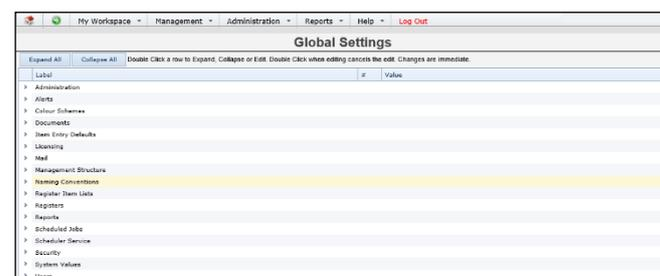 My Workspace Management Administration Reports Help Log Out
Global Settings
Expand All Collapse All Double Click a row to Expand, Collapse or Edit. Double Click when editing cancels the edit. Changes are immediate.
Label # Value
Administration
Alerts
Colour Schemes
Documents
Item Entry Defaults
Licensing
Mail
Management Structure
Naming Conventions
Register Item Lists
Registers
Reports
Scheduled Jobs
Scheduler Service
Security
System Values